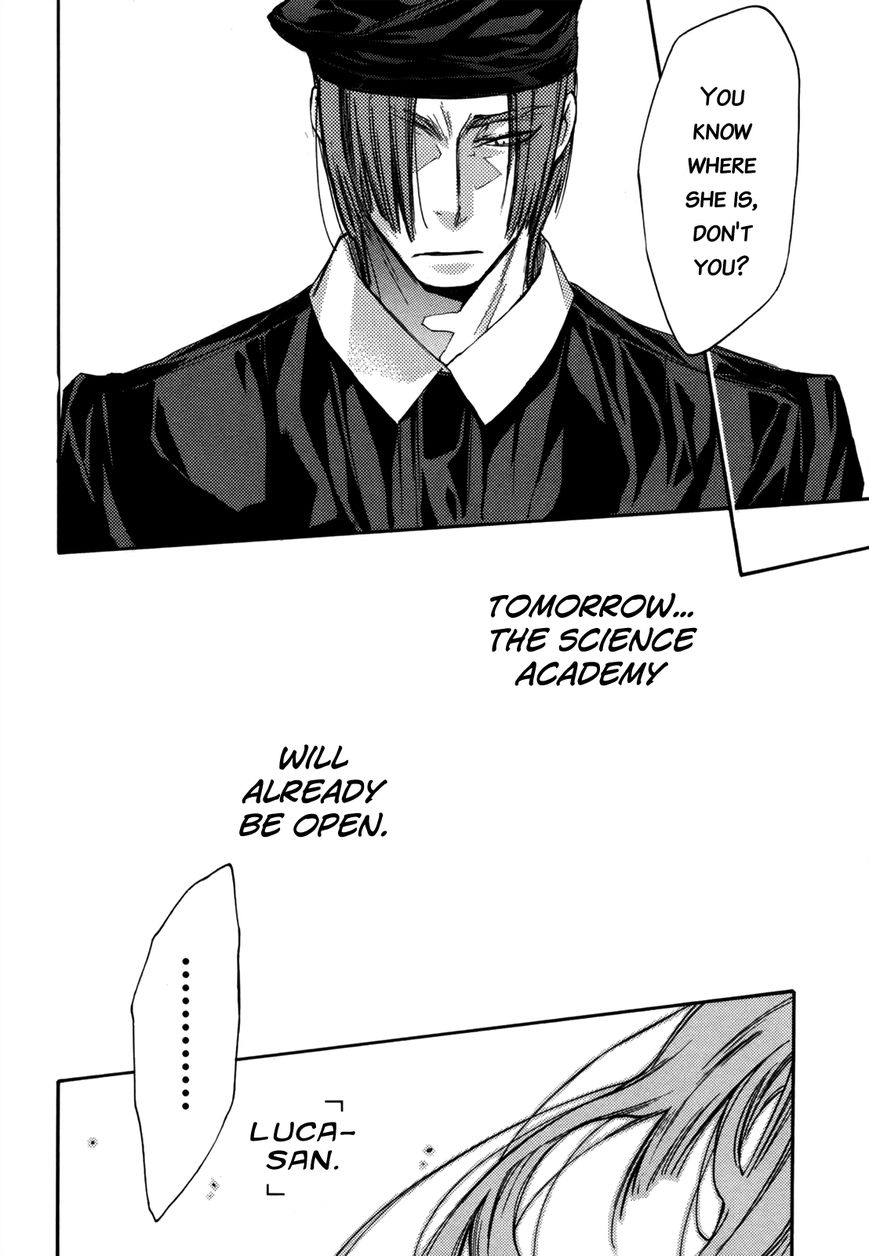 YOU
KNOW
WHERE
SHE IS,
DON'T
YOU?
TOMORROW...
THE SCIENCE
ACADEMY
WILL
ALREADY
BE OPEN.
............
「LUCA-
SAN.」